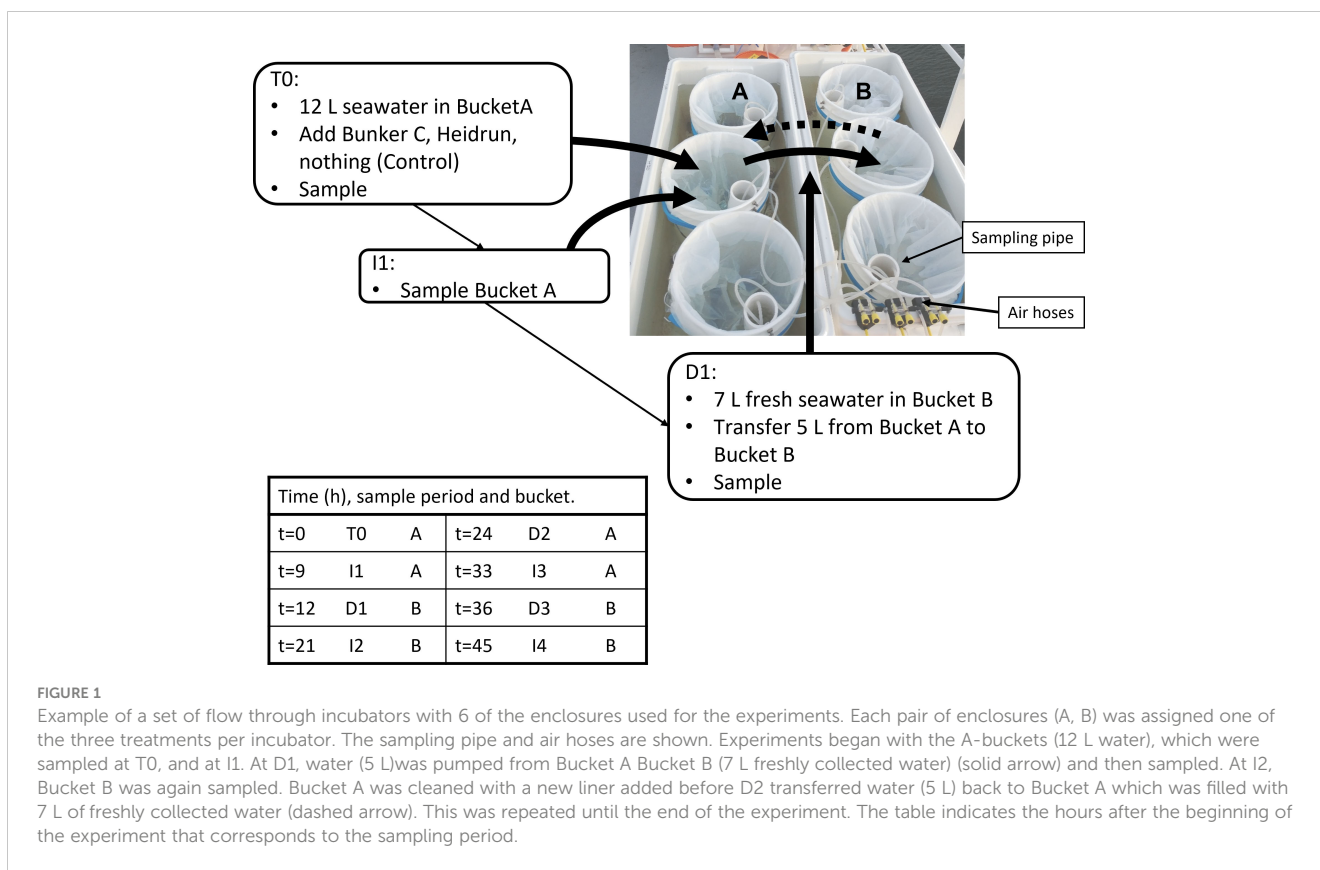 T0:
• 12 L seawater in BucketA
• Add Bunker C, Heidrun,
nothing (Control)
• Sample
A
B
I1:
• Sample Bucket A
Sampling pipe
Air hoses
D1:
• 7 L fresh seawater in Bucket B
• Transfer 5 L from Bucket A to
Bucket B
• Sample
Time (h), sample period and bucket.
t=0 T0 A t=24 D2 A
t=9 I1 A t=33 I3 A
t=12 D1 B t=36 D3 B
t=21 I2 B t=45 I4 B
FIGURE 1
Example of a set of flow through incubators with 6 of the enclosures used for the experiments. Each pair of enclosures (A, B) was assigned one of
the three treatments per incubator. The sampling pipe and air hoses are shown. Experiments began with the A-buckets (12 L water), which were
sampled at T0, and at I1. At D1, water (5 L)was pumped from Bucket A Bucket B (7 L freshly collected water) (solid arrow) and then sampled. At I2,
Bucket B was again sampled. Bucket A was cleaned with a new liner added before D2 transferred water (5 L) back to Bucket A which was filled with
7 L of freshly collected water (dashed arrow). This was repeated until the end of the experiment. The table indicates the hours after the beginning of
the experiment that corresponds to the sampling period.